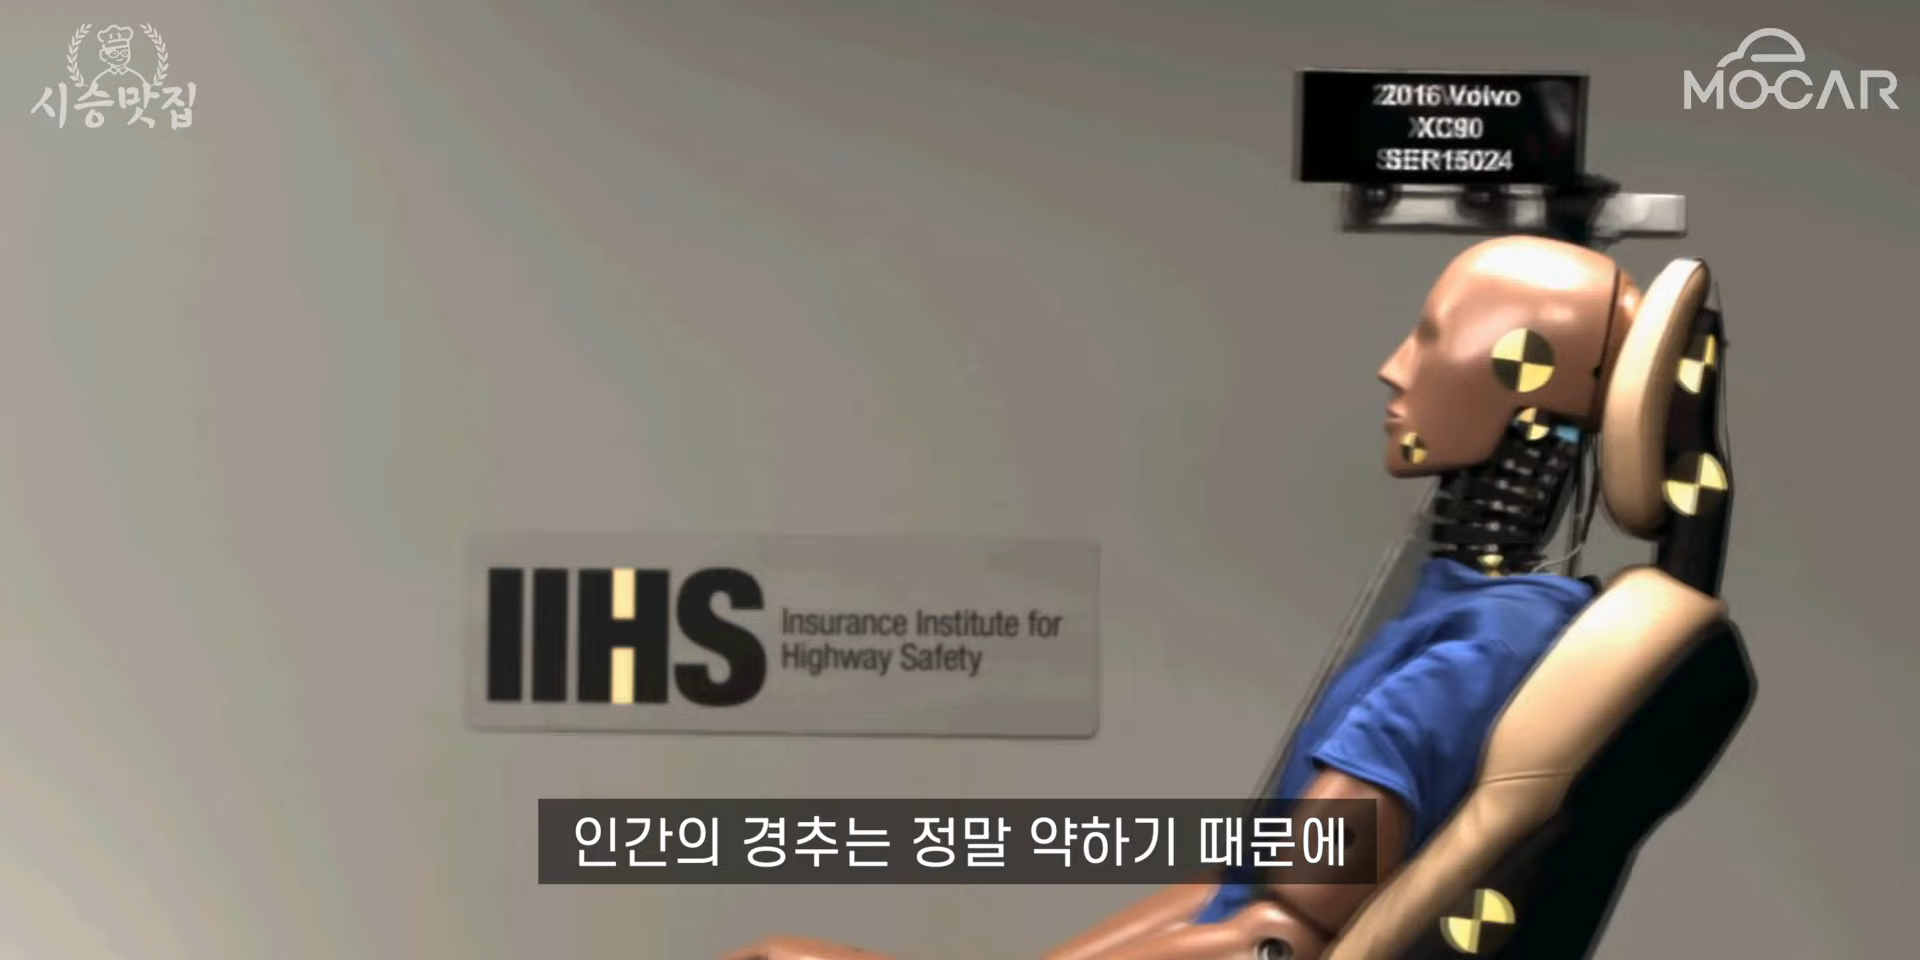 시승맛집
MOCAR
2016 Volvo
XC90
SER15024
IIHS
Insurance Institute for
Highway Safety
인간의 경추는 정말 약하기 때문에